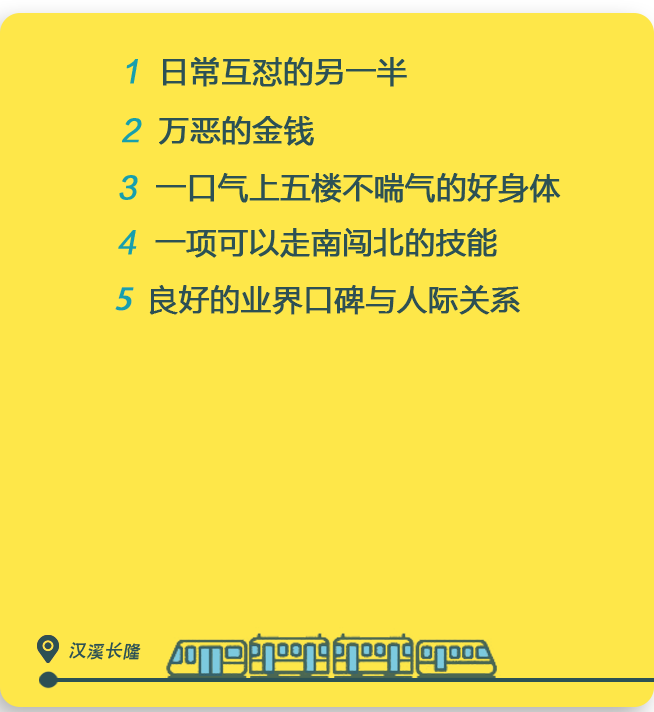 1 日常互怼的另一半
2 万恶的金钱
3 一口气上五楼不喘气的好身体
4 一项可以走南闯北的技能
5 良好的业界口碑与人际关系
汉溪长隆